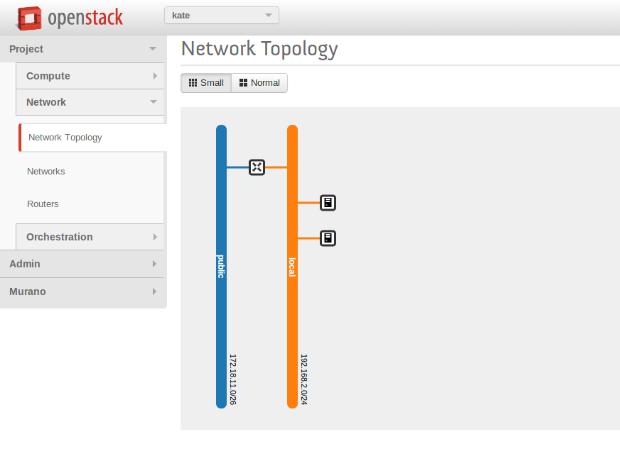 openstack
kate
Project
Compute
Network
Network Topology
Networks
Routers
Orchestration
Admin
Murano
Network Topology
Small
Normal
public
172.18.11.0/26
local
192.168.2.0/24